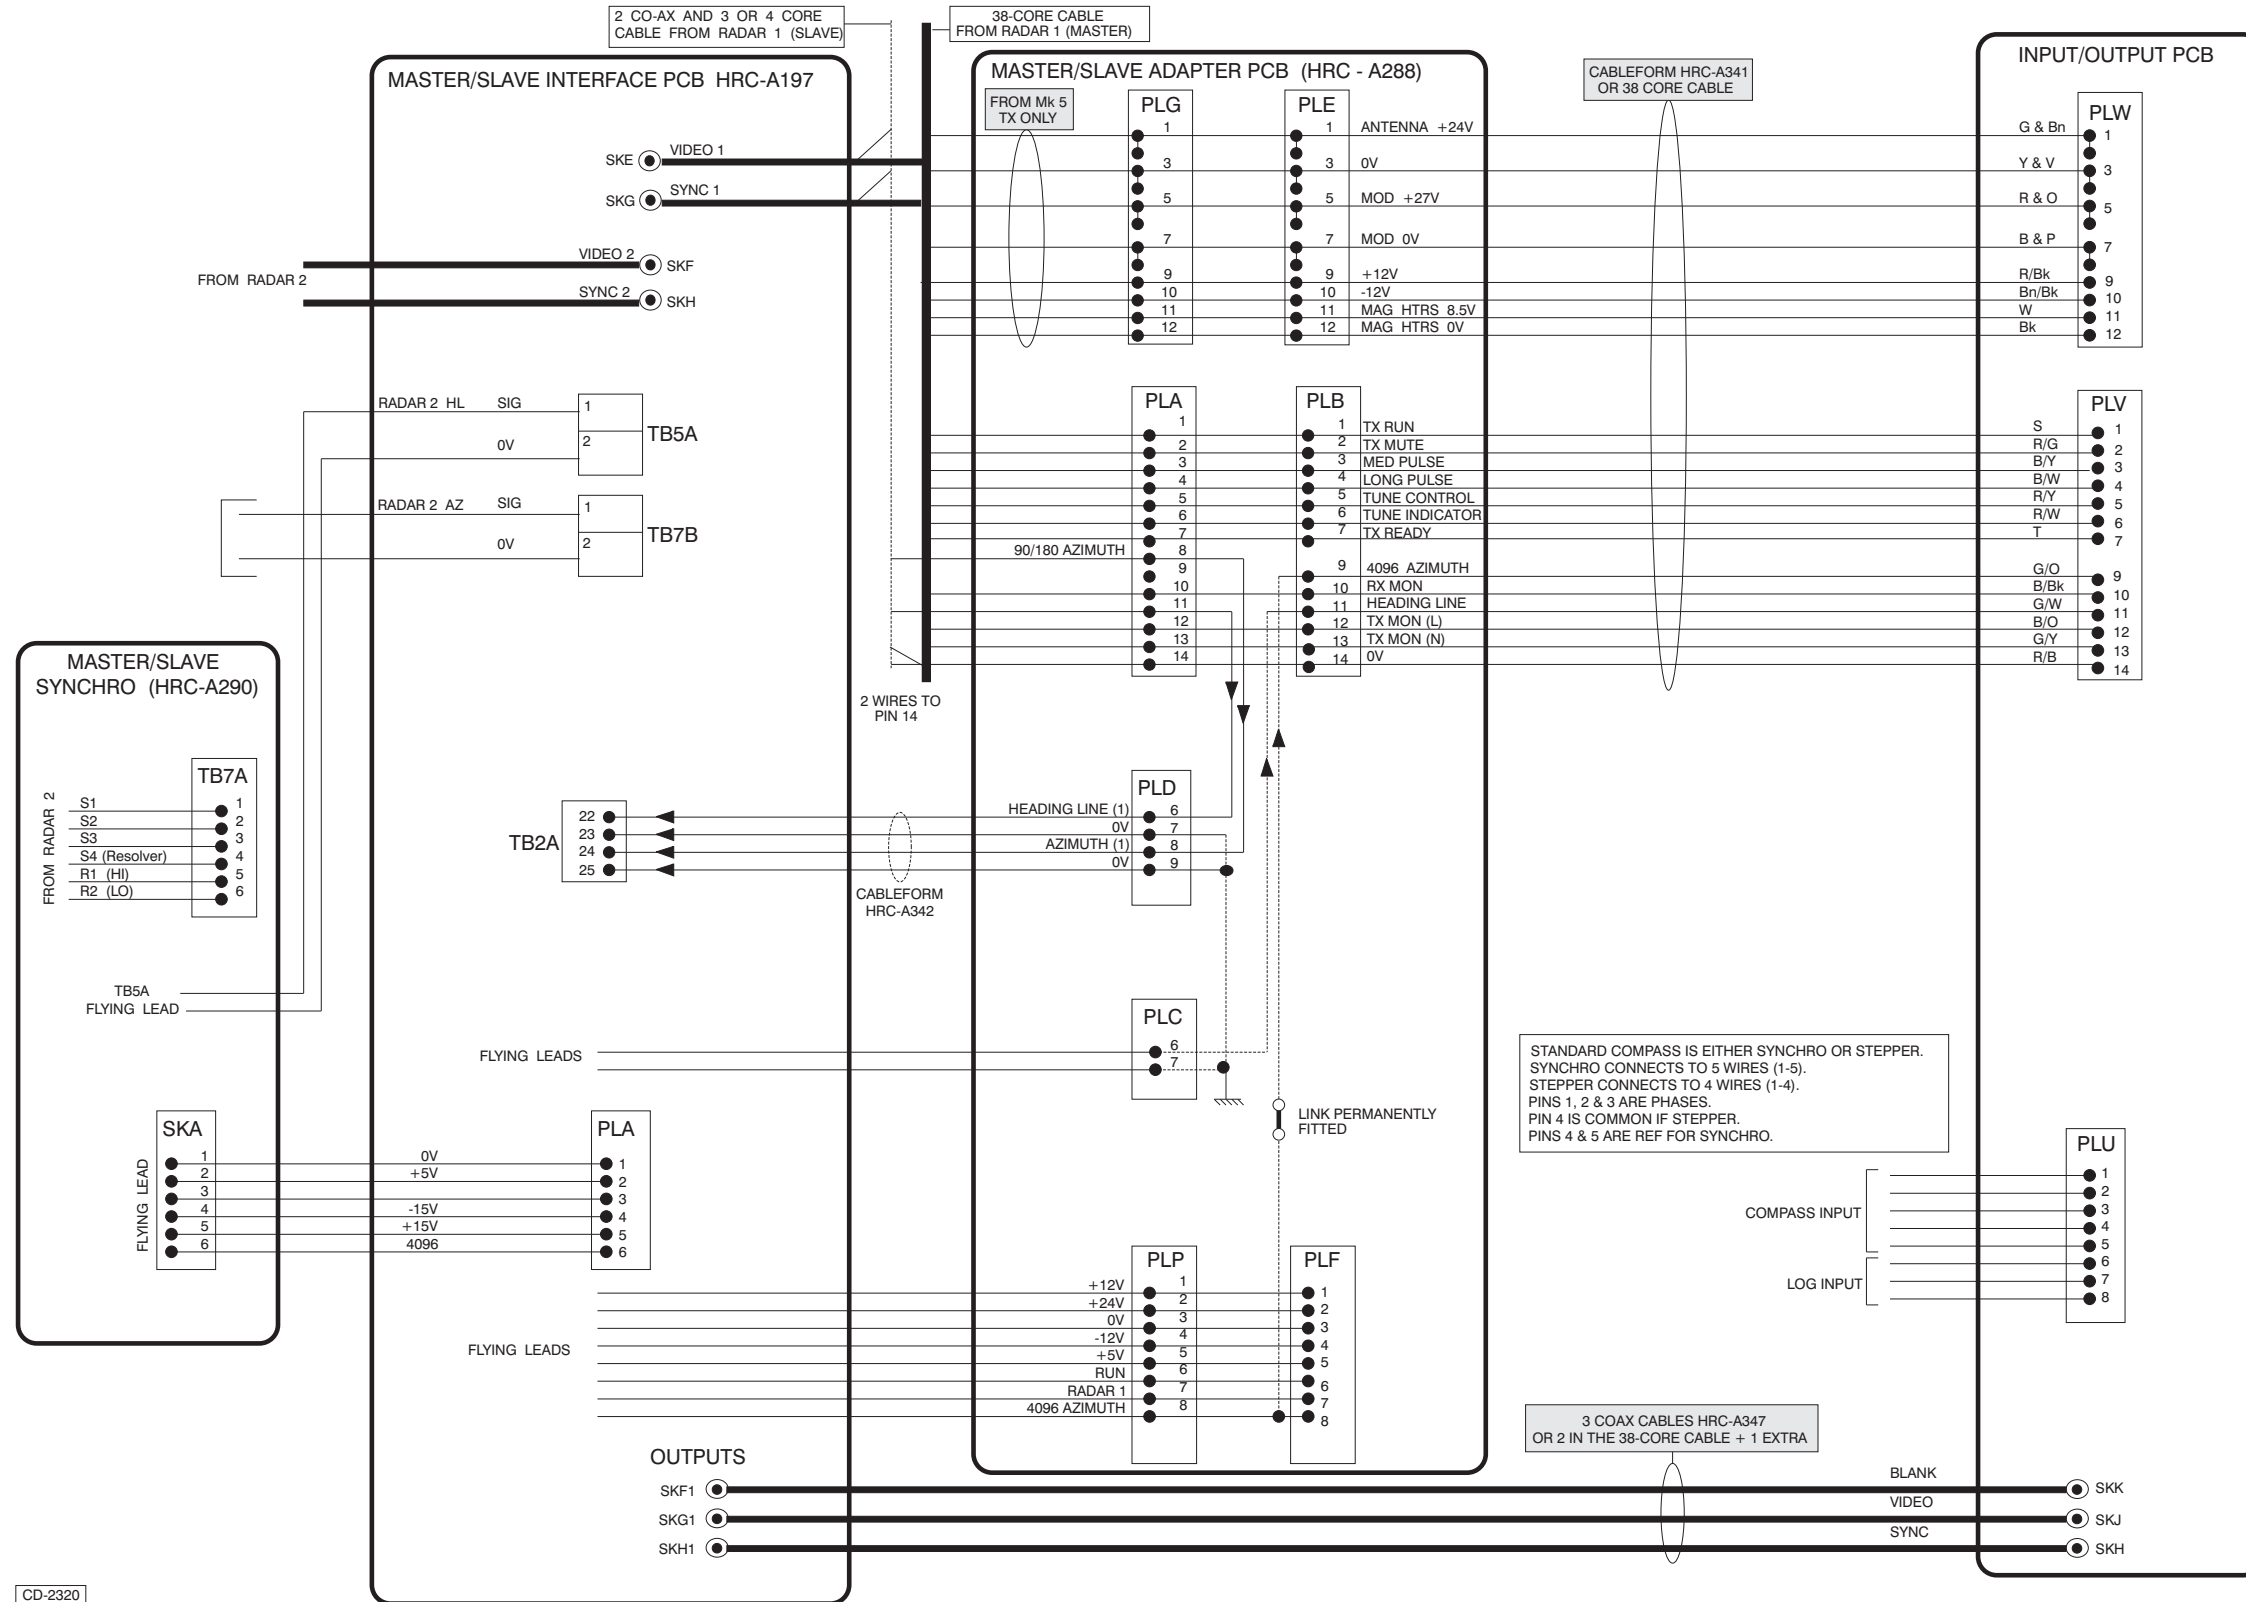 2 CO-AX AND 3 OR 4 CORE
CABLE FROM RADAR 1 (SLAVE)
38-CORE CABLE
FROM RADAR 1 (MASTER)
MASTER/SLAVE INTERFACE PCB HRC-A197
SKE
VIDEO 1
SKG
SYNC 1
VIDEO 2
SKF
FROM RADAR 2
SYNC 2
SKH
RADAR 2 HL SIG
1
0V
2
TB5A
RADAR 2 AZ SIG
1
0V
2
TB7B
MASTER/SLAVE ADAPTER PCB (HRC - A288)
FROM Mk 5
TX ONLY
PLG
1
3
5
7
9
10
11
12
PLE
1 ANTENNA +24V
3 0V
5 MOD +27V
7 MOD 0V
9 +12V
10 -12V
11 MAG HTRS 8.5V
12 MAG HTRS 0V
CABLEFORM HRC-A341
OR 38 CORE CABLE
INPUT/OUTPUT PCB
PLW
G & Bn 1
Y & V 3
R & O 5
B & P 7
R/Bk 9
Bn/Bk 10
W 11
Bk 12
PLA
1
2
3
4
5
6
7
90/180 AZIMUTH 8
9
10
11
12
13
14
PLB
1 TX RUN
2 TX MUTE
3 MED PULSE
4 LONG PULSE
5 TUNE CONTROL
6 TUNE INDICATOR
7 TX READY
9 4096 AZIMUTH
10 RX MON
11 HEADING LINE
12 TX MON (L)
13 TX MON (N)
14 0V
PLV
S 1
R/G 2
B/Y 3
B/W 4
R/Y 5
R/W 6
T 7
G/O 9
B/Bk 10
G/W 11
B/O 12
G/Y 13
R/B 14
2 WIRES TO
PIN 14
MASTER/SLAVE
SYNCHRO (HRC-A290)
TB7A
FROM RADAR 2
S1 1
S2 2
S3 3
S4 (Resolver) 4
R1 (HI) 5
R2 (LO) 6
TB5A
FLYING LEAD
TB2A
22
23
24
25
CABLEFORM
HRC-A342
PLD
HEADING LINE (1) 6
0V 7
AZIMUTH (1) 8
0V 9
PLC
FLYING LEADS
6
7
LINK PERMANENTLY
FITTED
STANDARD COMPASS IS EITHER SYNCHRO OR STEPPER.
SYNCHRO CONNECTS TO 5 WIRES (1-5).
STEPPER CONNECTS TO 4 WIRES (1-4).
PINS 1, 2 & 3 ARE PHASES.
PIN 4 IS COMMON IF STEPPER.
PINS 4 & 5 ARE REF FOR SYNCHRO.
SKA
FLYING LEAD
1
2
3
4
5
6
0V
+5V
-15V
+15V
4096
PLA
1
2
3
4
5
6
PLU
COMPASS INPUT
LOG INPUT
1
2
3
4
5
6
7
8
FLYING LEADS
PLP
+12V 1
+24V 2
0V 3
-12V 4
+5V 5
RUN 6
RADAR 1 7
4096 AZIMUTH 8
PLF
1
2
3
4
5
6
7
8
3 COAX CABLES HRC-A347
OR 2 IN THE 38-CORE CABLE + 1 EXTRA
OUTPUTS
SKF1
BLANK
SKK
SKG1
VIDEO
SKJ
SKH1
SYNC
SKH
CD-2320